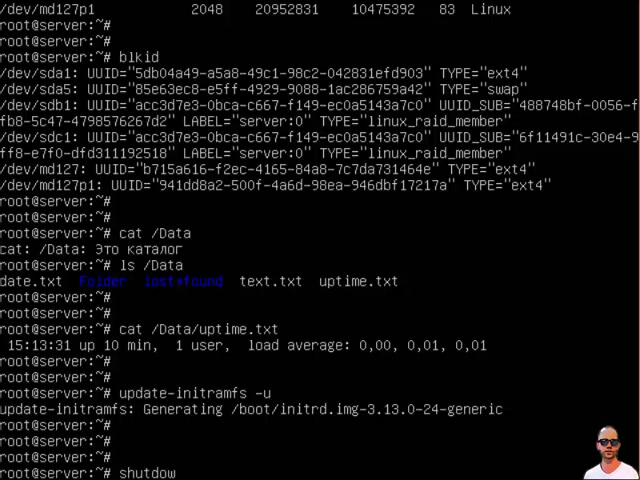 /dev/md127p1            2048    20952831    10475392   83  Linux
root@server:~#
root@server:~#
root@server:~# blkid
/dev/sda1: UUID="5db04a49-a5a8-49c1-98c2-042831efd903" TYPE="ext4"
/dev/sda5: UUID="85e63ec8-e5ff-4929-9088-1ac286759a42" TYPE="swap"
/dev/sdb1: UUID="acc3d7e3-0bca-c667-f149-ec0a5143a7c0" UUID_SUB="488748bf-0056-f
fb8-5c47-4798576267d2" LABEL="server:0" TYPE="linux_raid_member"
/dev/sdc1: UUID="acc3d7e3-0bca-c667-f149-ec0a5143a7c0" UUID_SUB="6f11491c-30e4-9
ff8-e7f0-dfd311192518" LABEL="server:0" TYPE="linux_raid_member"
/dev/md127: UUID="b715a616-f2ec-4165-84a8-7c7da731464e" TYPE="ext4"
/dev/md127p1: UUID="941dd8a2-500f-4a6d-98ea-946dbf17217a" TYPE="ext4"
root@server:~#
root@server:~#
root@server:~# cat /Data
cat: /Data: Это каталог
root@server:~# ls /Data
date.txt  Folder  lost+found  text.txt  uptime.txt
root@server:~#
root@server:~#
root@server:~# cat /Data/uptime.txt
 15:13:31 up 10 min,  1 user,  load average: 0,00, 0,01, 0,01
root@server:~#
root@server:~#
root@server:~# update-initramfs -u
update-initramfs: Generating /boot/initrd.img-3.13.0-24-generic
root@server:~#
root@server:~#
root@server:~#
root@server:~# shutdow